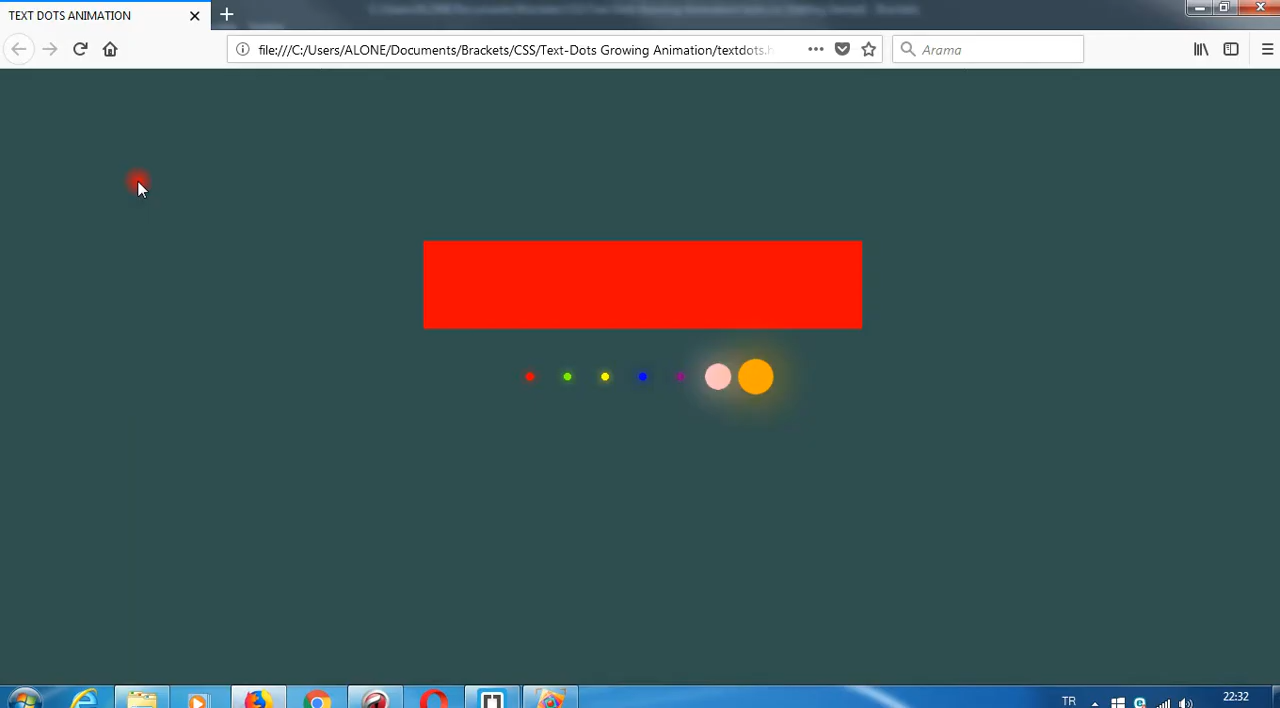 TEXT DOTS ANIMATION
file:///C:/Users/ALONE/Documents/Brackets/CSS/Text-Dots Growing Animation/textdots.h
Arama
TR
22:32